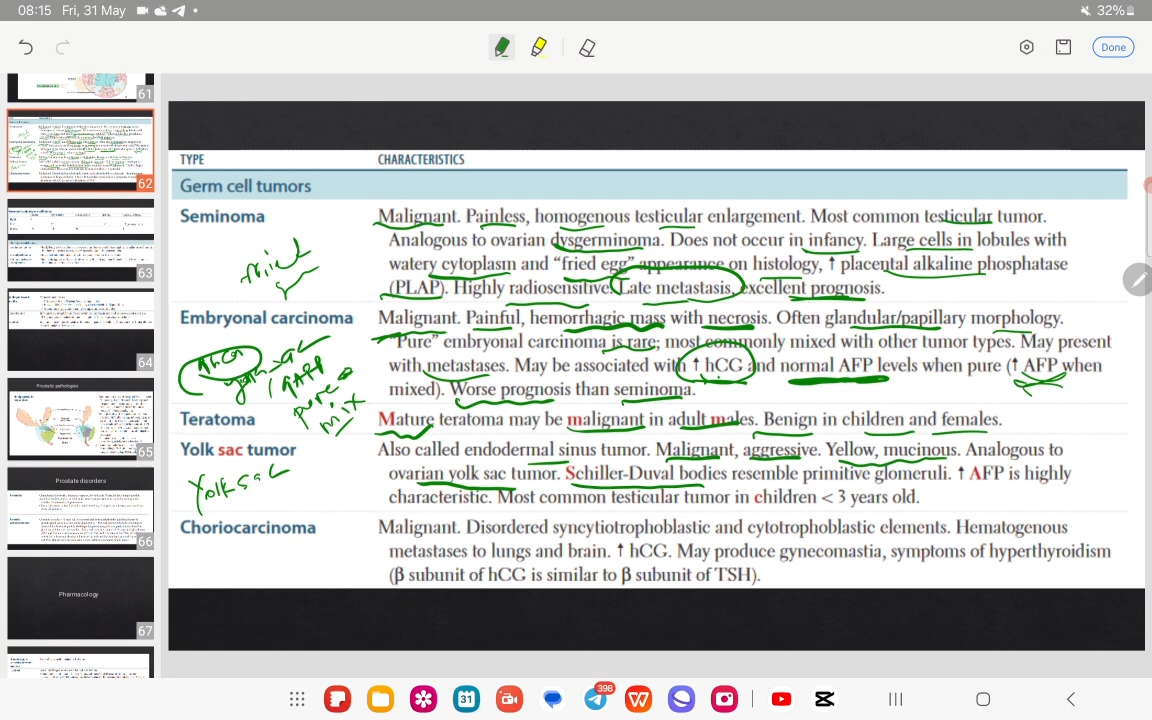 08:15 Fri, 31 May
32%
Done
61
62
63
64
Prostatic pathologies
65
Prostate disorders
66
Pharmacology
67
TYPE CHARACTERISTICS
Germ cell tumors
Seminoma Malignant. Painless, homogenous testicular enlargement. Most common testicular tumor.
Analogous to ovarian dysgerminoma. Does not occur in infancy. Large cells in lobules with
watery cytoplasm and “fried egg” appearance on histology, ↑ placental alkaline phosphatase
(PLAP). Highly radiosensitive. Late metastasis, excellent prognosis.
Embryonal carcinoma Malignant. Painful, hemorrhagic mass with necrosis. Often glandular/papillary morphology.
“Pure” embryonal carcinoma is rare; most commonly mixed with other tumor types. May present
with metastases. May be associated with ↑ hCG and normal AFP levels when pure (↑ AFP when
mixed). Worse prognosis than seminoma.
pure
mix
Teratoma Mature teratoma may be malignant in adult males. Benign in children and females.
Yolk sac tumor Also called endodermal sinus tumor. Malignant, aggressive. Yellow, mucinous. Analogous to
ovarian yolk sac tumor. Schiller-Duval bodies resemble primitive glomeruli. ↑ AFP is highly
characteristic. Most common testicular tumor in children < 3 years old.
Yolk sac
Choriocarcinoma Malignant. Disordered syncytiotrophoblastic and cytotrophoblastic elements. Hematogenous
metastases to lungs and brain. ↑ hCG. May produce gynecomastia, symptoms of hyperthyroidism
(β subunit of hCG is similar to β subunit of TSH).
31
398